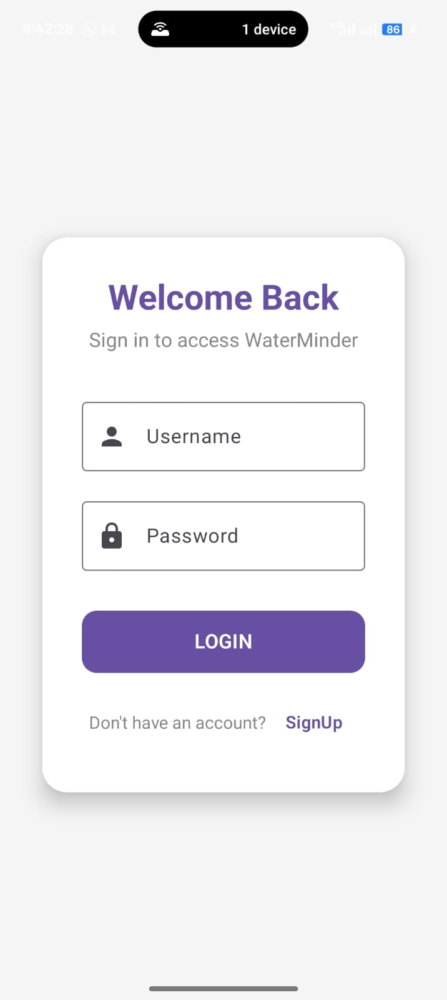 8:42:28 1 device 86
Welcome Back
Sign in to access WaterMinder
Username
Password
LOGIN
Don't have an account? SignUp